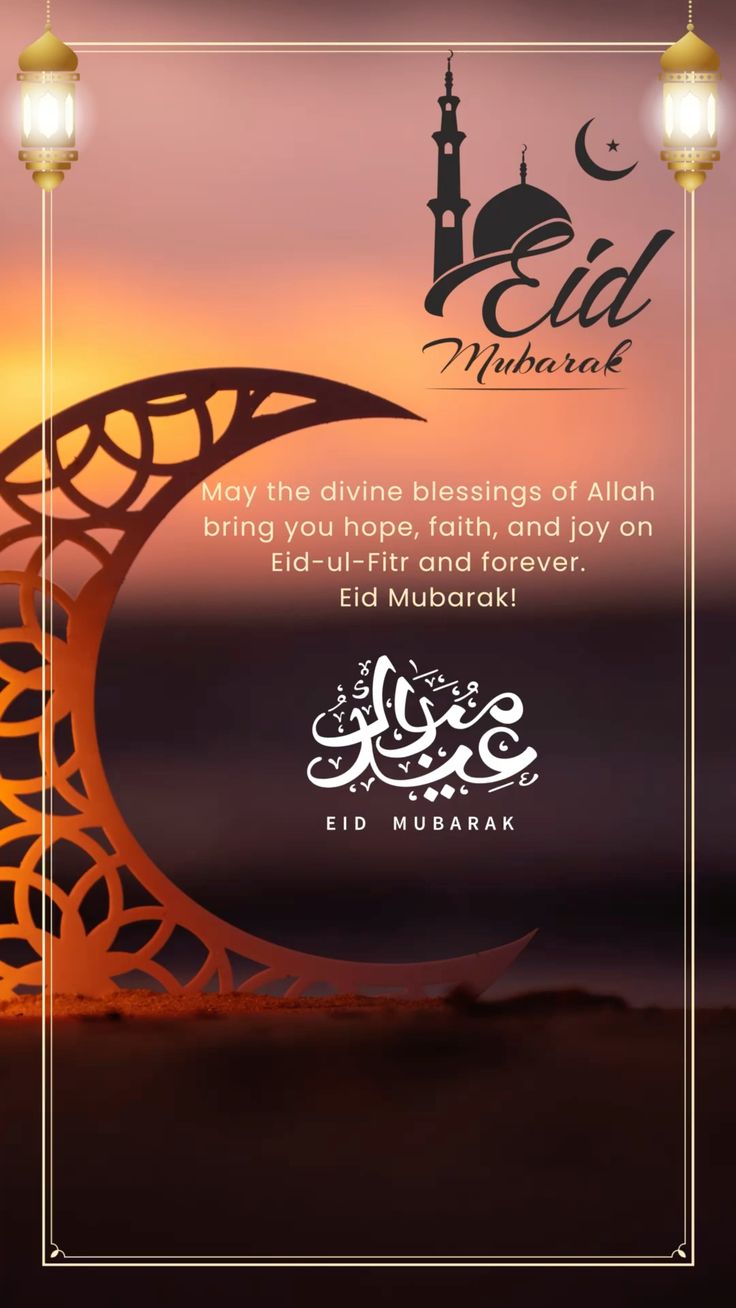 Eid
Mubarak
May the divine blessings of Allah
bring you hope, faith, and joy on
Eid-ul-Fitr and forever.
Eid Mubarak!
عيد مبارك
EID MUBARAK